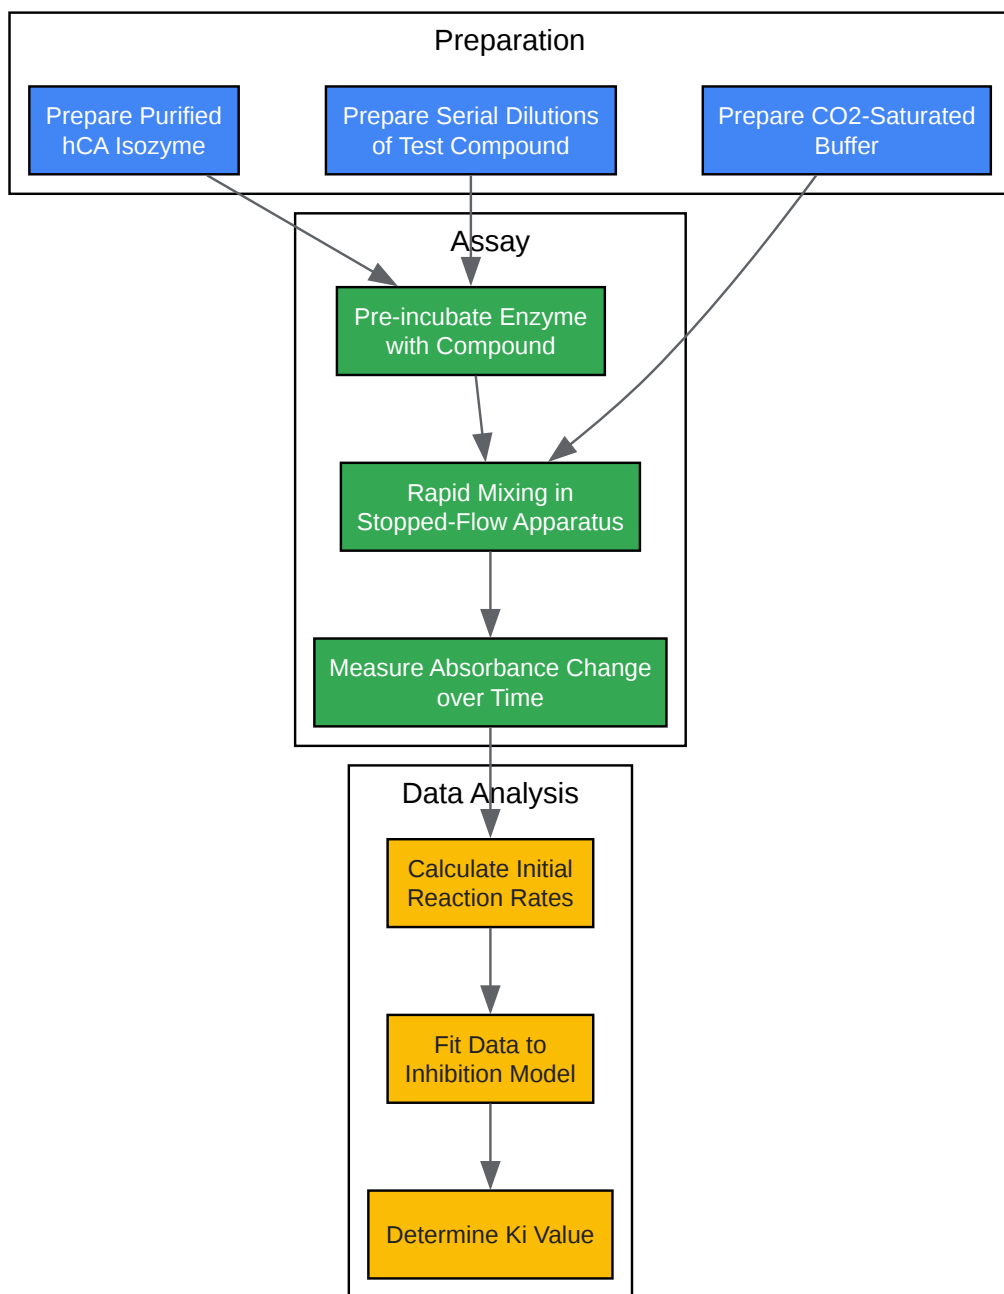 Preparation
Prepare Purified
hCA Isozyme
Prepare Serial Dilutions
of Test Compound
Prepare CO2-Saturated
Buffer
Assay
Pre-incubate Enzyme
with Compound
Rapid Mixing in
Stopped-Flow Apparatus
Measure Absorbance Change
over Time
Data Analysis
Calculate Initial
Reaction Rates
Fit Data to
Inhibition Model
Determine Ki Value